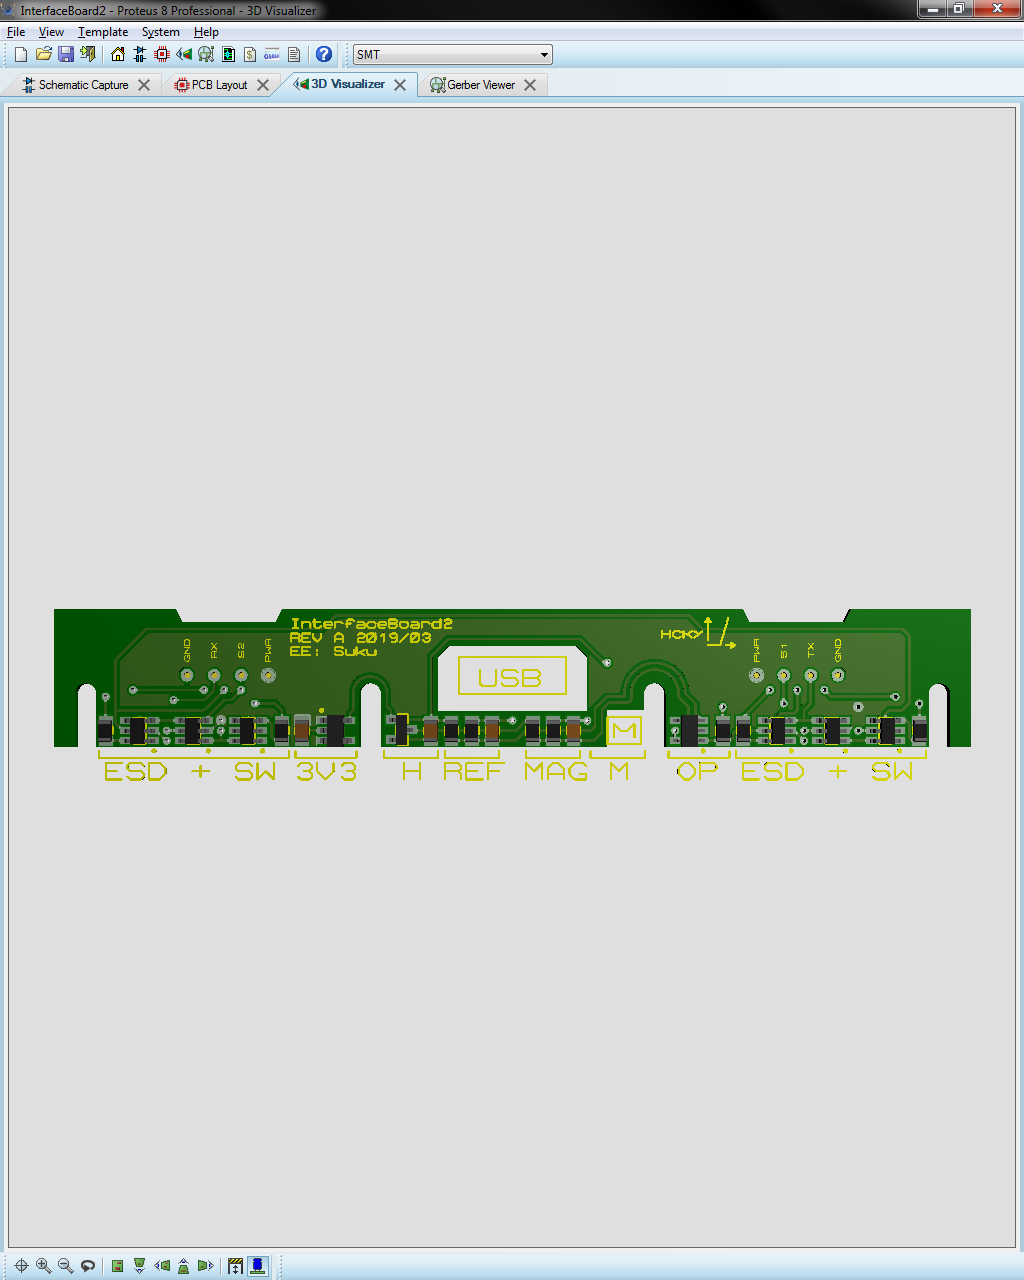 InterfaceBoard2 - Proteus 8 Professional - 3D Visualizer
File View Template System Help
SMT
Schematic Capture PCB Layout 3D Visualizer Gerber Viewer
InterfaceBoard2
REV A 2019/03
EE: Suku
HCKY
GND RX S2 PWR
PWR S1 TX GND
USB
M
ESD + SW 3V3 H REF MAG M OP ESD + SW